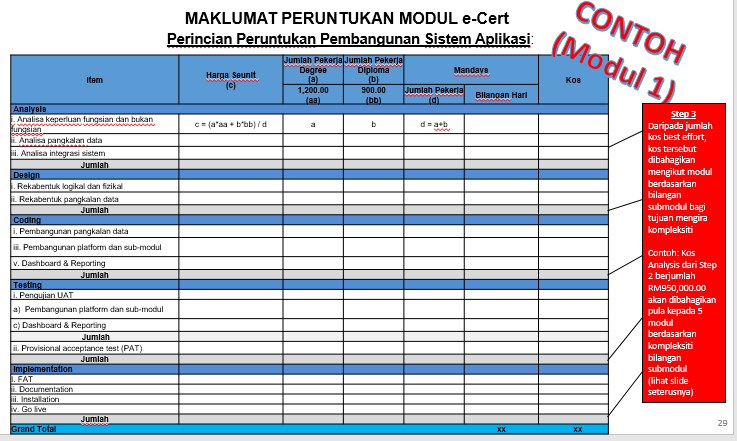 MAKLUMAT PERUNTUKAN MODUL e-Cert
Perincian Peruntukan Pembangunan Sistem Aplikasi:
CONTOH
(Modul 1)
Item
Harga Seunit
(c)
Jumlah Pekerja
Degree
(a)
Jumlah Pekerja
Diploma
(b)
Mandays
Kos
1,200.00
(aa)
900.00
(bb)
Jumlah Pekerja
(d)
Bilangan Hari
Analysis
i. Analisa keperluan fungsian dan bukan
fungsian
c = (a*aa + b*bb) / d
a
b
d = a+b
ii. Analisa pangkalan data
iii. Analisa integrasi sistem
Jumlah
Design
i. Rekabentuk logikal dan fizikal
ii. Rekabentuk pangkalan data
Jumlah
Coding
i. Pembangunan pangkalan data
iii. Pembangunan platform dan sub-modul
v. Dashboard & Reporting
Jumlah
Testing
i. Pengujian UAT
a) Pembangunan platform dan sub-modul
c) Dashboard & Reporting
Jumlah
ii. Provisional acceptance test (PAT)
Jumlah
Implementation
i. FAT
ii. Documentation
iii. Installation
iv. Go live
Jumlah
Grand Total
xx
xx
Step 3
Daripada jumlah
kos best effort,
kos tersebut
dibahagikan
mengikut modul
berdasarkan
bilangan
submodul bagi
tujuan mengira
kompleksiti
Contoh: Kos
Analysis dari Step
2 berjumlah
RM950,000.00
akan dibahagikan
pula kepada 5
modul
berdasarkan
kompleksiti
bilangan
submodul
(lihat slide
seterusnya)
29